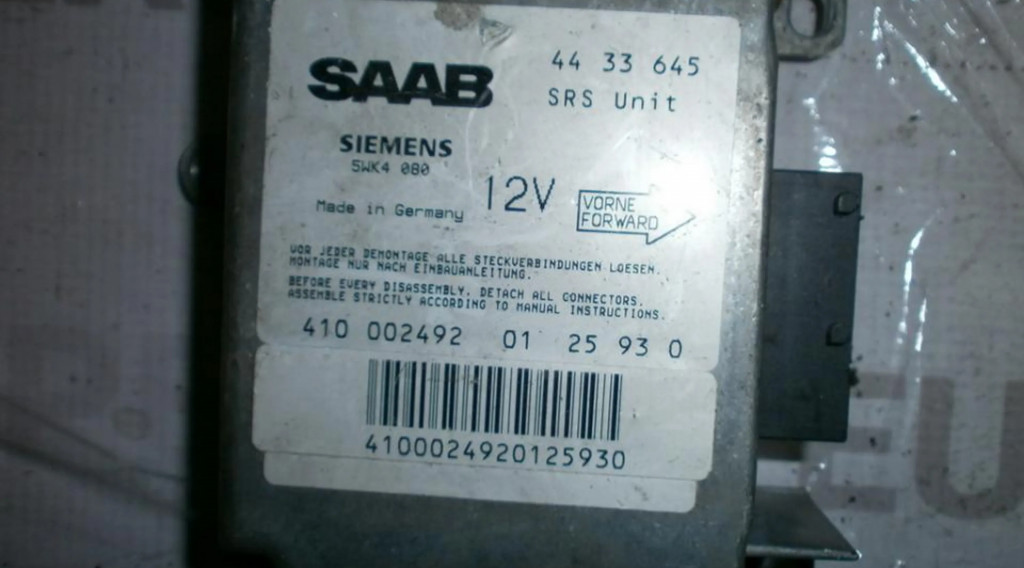 SAAB
44 33 645
SRS Unit
SIEMENS
5WK4 080
Made in Germany
12V
VORNE
FORWARD
VOR JEDER DEMONTAGE ALLE STECKVERBINDUNGEN LOESEN.
MONTAGE NUR NACH EINBAUANLEITUNG.
BEFORE EVERY DISASSEMBLY, DETACH ALL CONNECTORS.
ASSEMBLE STRICTLY ACCORDING TO MANUAL INSTRUCTIONS.
410 002492 01 25 93 0
4100024920125930